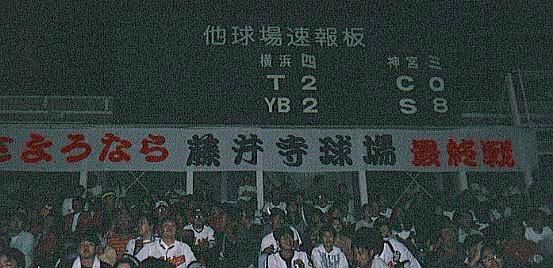 他球場速報板
横浜 四 神宮 三
T 2 C 0
YB 2 S 8
さようなら 藤井寺球場 最終戦